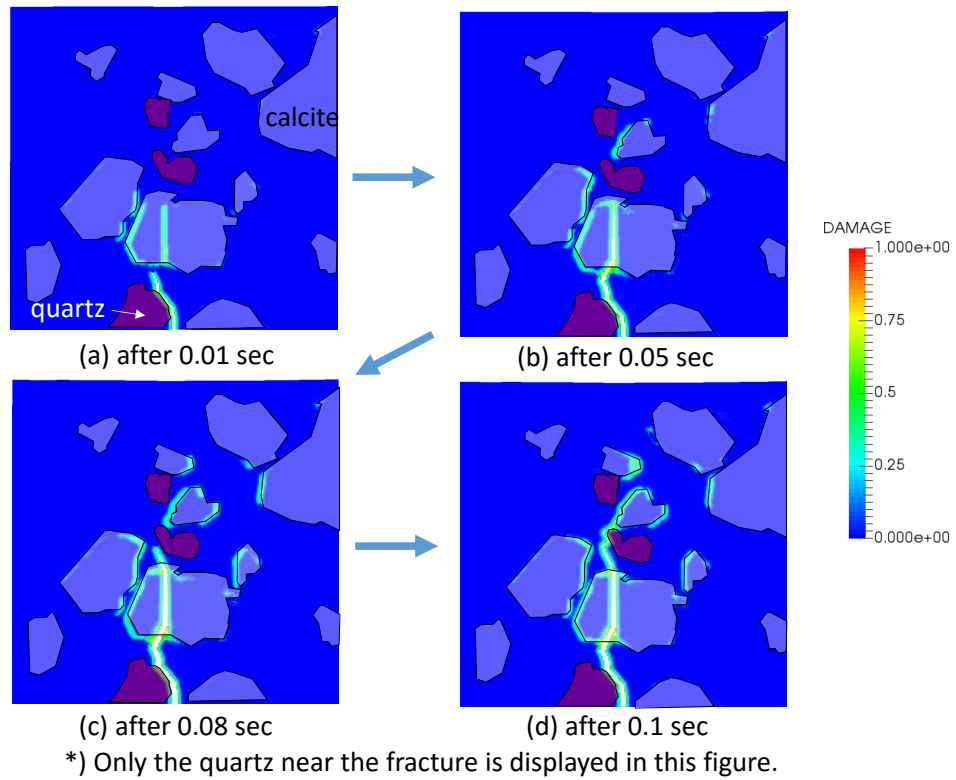 calcite
quartz
(a) after 0.01 sec
(b) after 0.05 sec
DAMAGE
1.000e+00
0.75
0.5
0.25
0.000e+00
(c) after 0.08 sec
(d) after 0.1 sec
*) Only the quartz near the fracture is displayed in this figure.